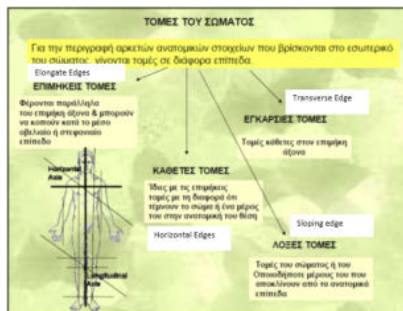 ΤΟΜΕΣ ΤΟΥ ΣΩΜΑΤΟΣ
Για την περιγραφή αρκετών ανατομικών στοιχείων που βρίσκονται στο εσωτερικό
του σώματος, γίνονται τομές σε διάφορα επίπεδα.
Elongate Edges
ΕΠΙΜΗΚΕΙΣ ΤΟΜΕΣ
Φέρονται παράλληλα
του επιμήκη άξονα & μπορούν
να κοπούν κατά το μέσο
οβελιαίο ή στεφανιαίο
επίπεδο
Transverse Edge
ΕΓΚΑΡΣΙΕΣ ΤΟΜΕΣ
Τομές κάθετες στον επιμήκη
άξονα
ΚΑΘΕΤΕΣ ΤΟΜΕΣ
Ίδιες με τις επιμήκεις
τομές με τη διαφορά ότι
τέμνουν το σώμα ή ένα μέρος
του στην ανατομική του θέση
Horizontal Edges
Sloping edge
ΛΟΞΕΣ ΤΟΜΕΣ
Τομές του σώματος ή του
Οποιοδήποτε μέρους του που
αποκλίνουν από τα ανατομικά
επίπεδα
Horizontal
Axis
Longitudinal
Axis